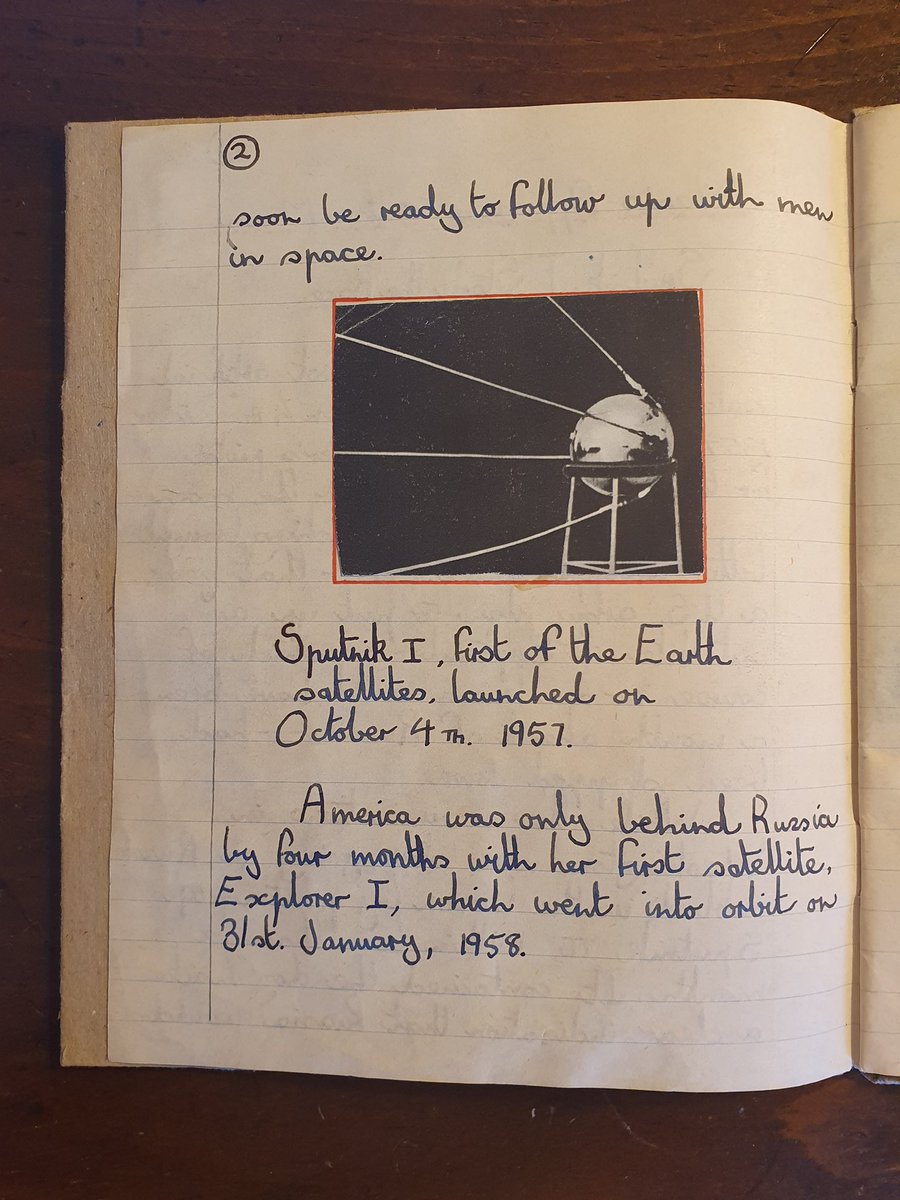 2
soon be ready to follow up with men
in space.
Sputnik I, first of the Earth
satellites, launched on
October 4th. 1957.
America was only behind Russia
by four months with her first satellite,
Explorer I, which went into orbit on
31st. January, 1958.